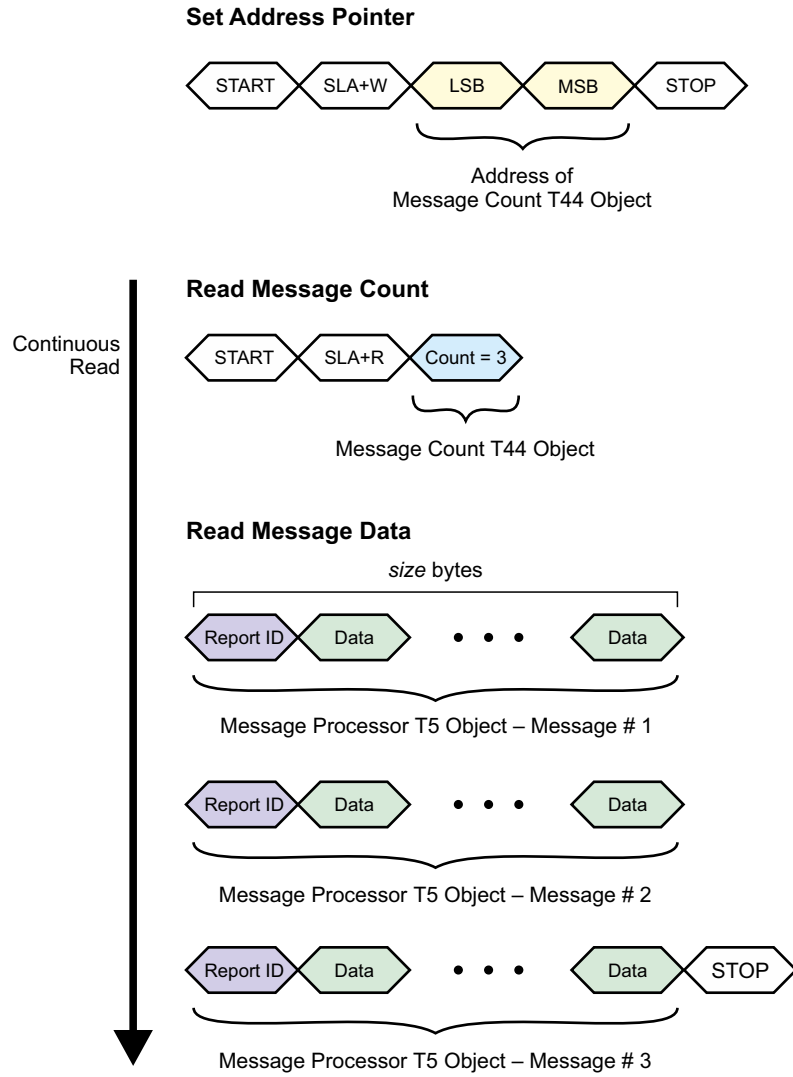 Set Address Pointer
START SLA+W LSB MSB STOP
Address of
Message Count T44 Object
Read Message Count
Continuous
Read
START SLA+R Count = 3
Message Count T44 Object
Read Message Data
size bytes
Report ID Data • • • Data
Message Processor T5 Object – Message # 1
Report ID Data • • • Data
Message Processor T5 Object – Message # 2
Report ID Data • • • Data STOP
Message Processor T5 Object – Message # 3